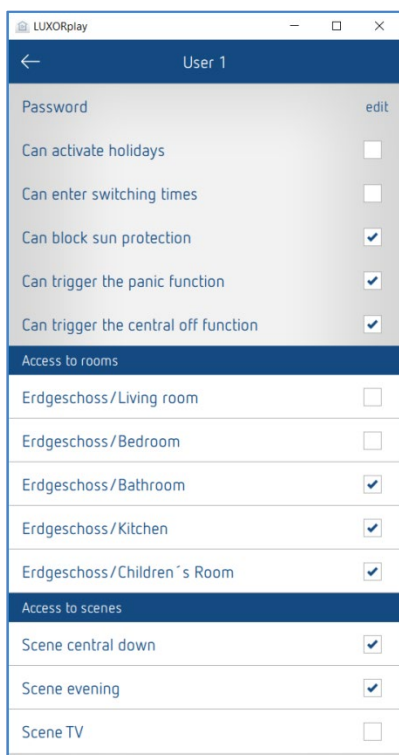 LUXORplay
User 1
Password edit
Can activate holidays
Can enter switching times
Can block sun protection
Can trigger the panic function
Can trigger the central off function
Access to rooms
Erdgeschoss/Living room
Erdgeschoss/Bedroom
Erdgeschoss/Bathroom
Erdgeschoss/Kitchen
Erdgeschoss/Children´s Room
Access to scenes
Scene central down
Scene evening
Scene TV